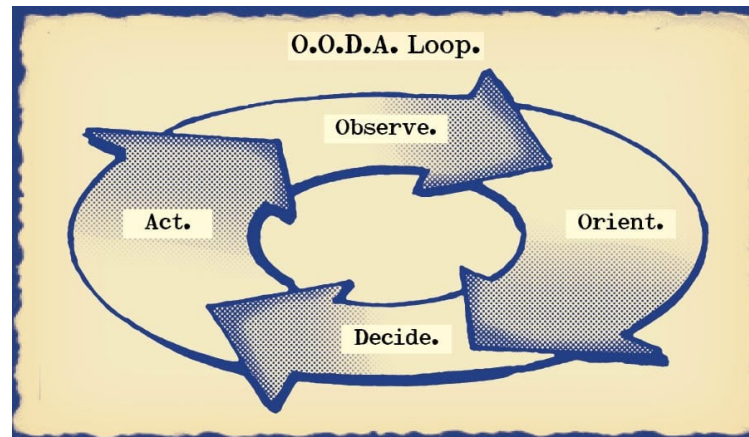 O.O.D.A. Loop.
Observe.
Orient.
Decide.
Act.